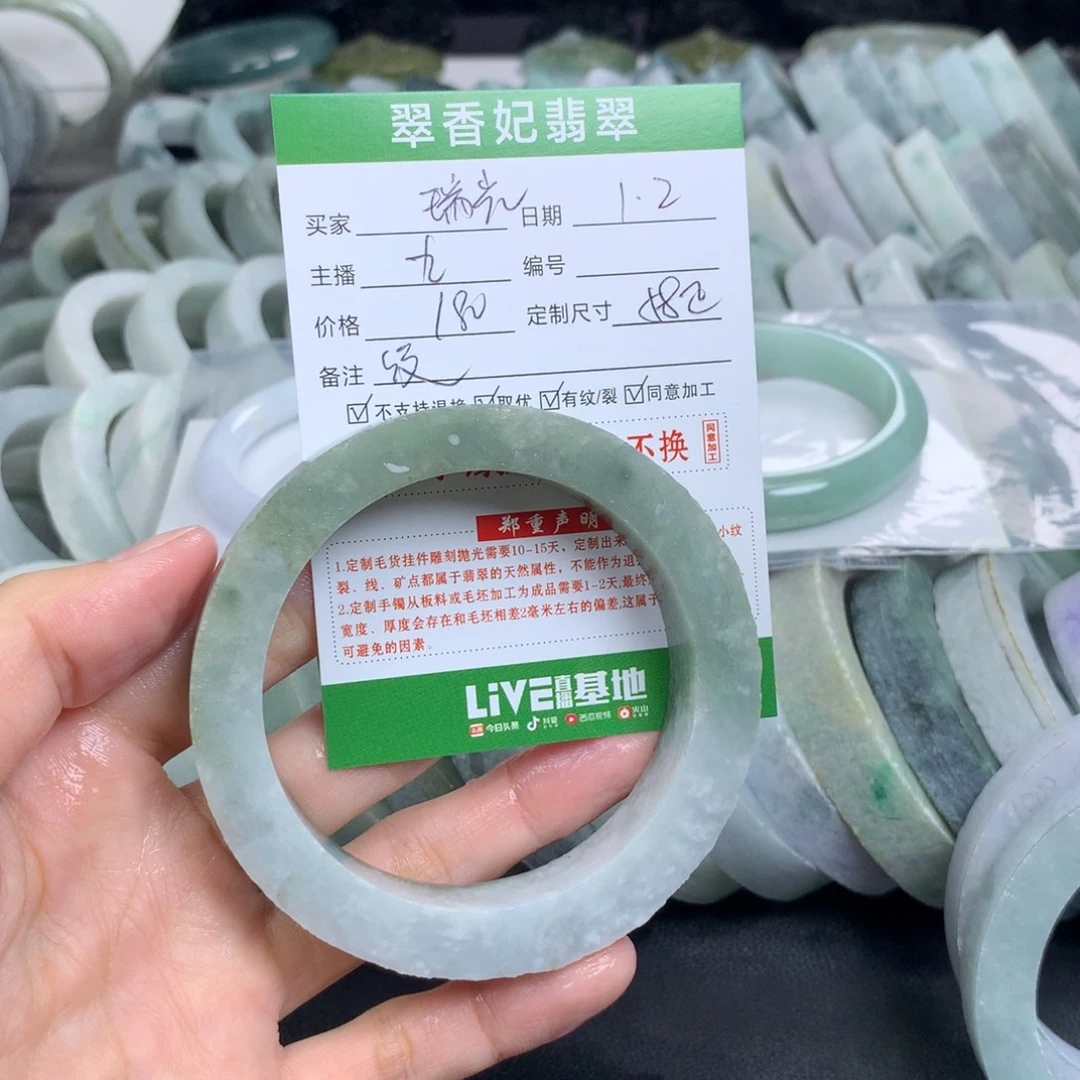 翠香妃翡翠
买家 瑞光 日期 1.2
主播 九 编号
价格 180 定制尺寸
备注 纹
不支持退换 取优 有纹/裂 同意加工
不换 同意加工
郑重声明
1.定制毛货挂件雕刻抛光需要10-15天，定制出来 小纹
裂、线、矿点都属于翡翠的天然属性，不能作为退
2.定制手镯从板料或毛坯加工为成品需要1-2天，最终
宽度、厚度会存在和毛坯相差2毫米左右的偏差，这属于
可避免的因素。
LiVE直播基地
头条 今日头条 抖音 西瓜视频 火山